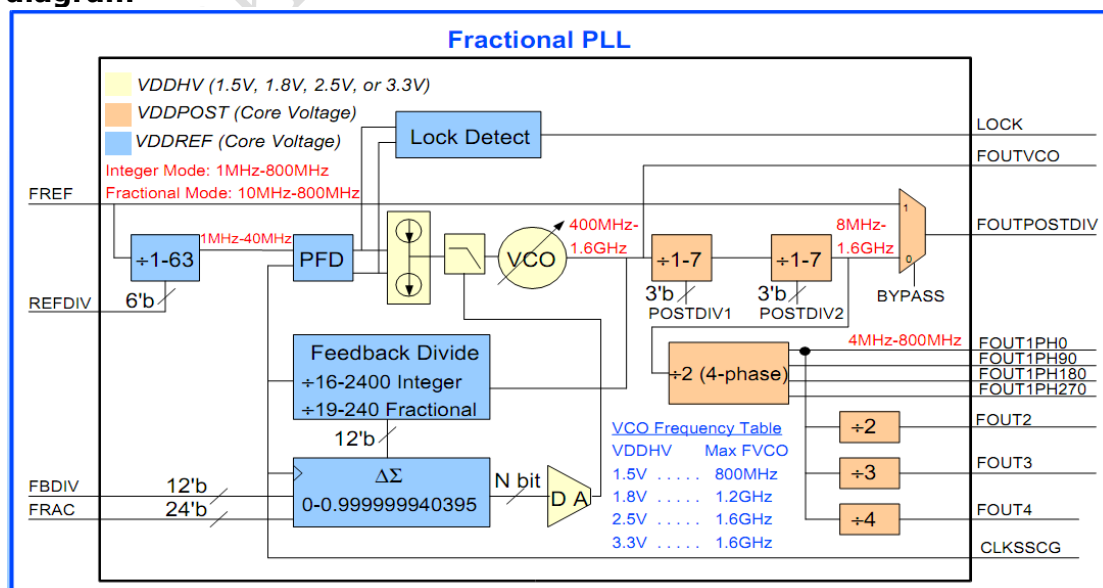 diagram
Fractional PLL
VDDHV (1.5V, 1.8V, 2.5V, or 3.3V)
VDDPOST (Core Voltage)
VDDREF (Core Voltage)
Integer Mode: 1MHz-800MHz
Fractional Mode: 10MHz-800MHz
Lock Detect
LOCK
FOUTVCO
FREF
1
0
FOUTPOSTDIV
BYPASS
÷1-63
1MHz-40MHz
PFD
VCO
400MHz-
1.6GHz
÷1-7
÷1-7
8MHz-
1.6GHz
REFDIV
6'b
3'b
POSTDIV1
3'b
POSTDIV2
Feedback Divide
÷16-2400 Integer
÷19-240 Fractional
12'b
÷2 (4-phase)
4MHz-800MHz
FOUT1PH0
FOUT1PH90
FOUT1PH180
FOUT1PH270
VCO Frequency Table
VDDHV Max FVCO
1.5V ..... 800MHz
1.8V ..... 1.2GHz
2.5V ..... 1.6GHz
3.3V ..... 1.6GHz
÷2
FOUT2
÷3
FOUT3
÷4
FOUT4
FBDIV
12'b
FRAC
24'b
ΔΣ
0-0.999999940395
N bit
D A
CLKSSCG